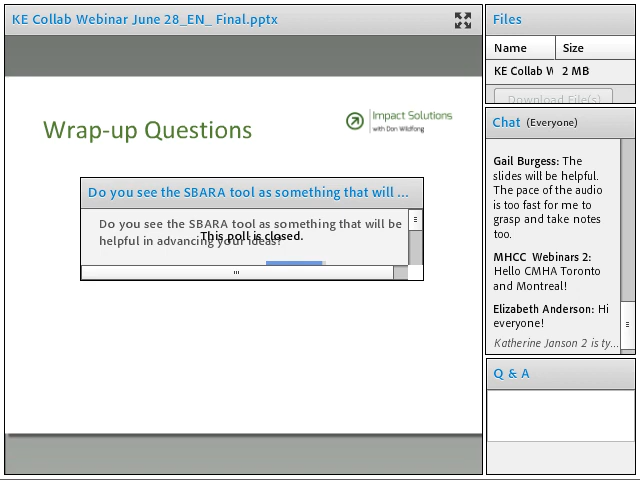 KE Collab Webinar June 28_EN_ Final.pptx
Wrap-up Questions
Impact Solutions
with Don Wildfong
Do you see the SBARA tool as something that will ...
Do you see the SBARA tool as something that will be
helpful in advancing your ideas?
This poll is closed.
Files
Name Size
KE Collab W 2 MB
Download File(s)
Chat (Everyone)
Gail Burgess: The
slides will be helpful.
The pace of the audio
is too fast for me to
grasp and take notes
too.
MHCC Webinars 2:
Hello CMHA Toronto
and Montreal!
Elizabeth Anderson: Hi
everyone!
Katherine Janson 2 is ty...
Q & A